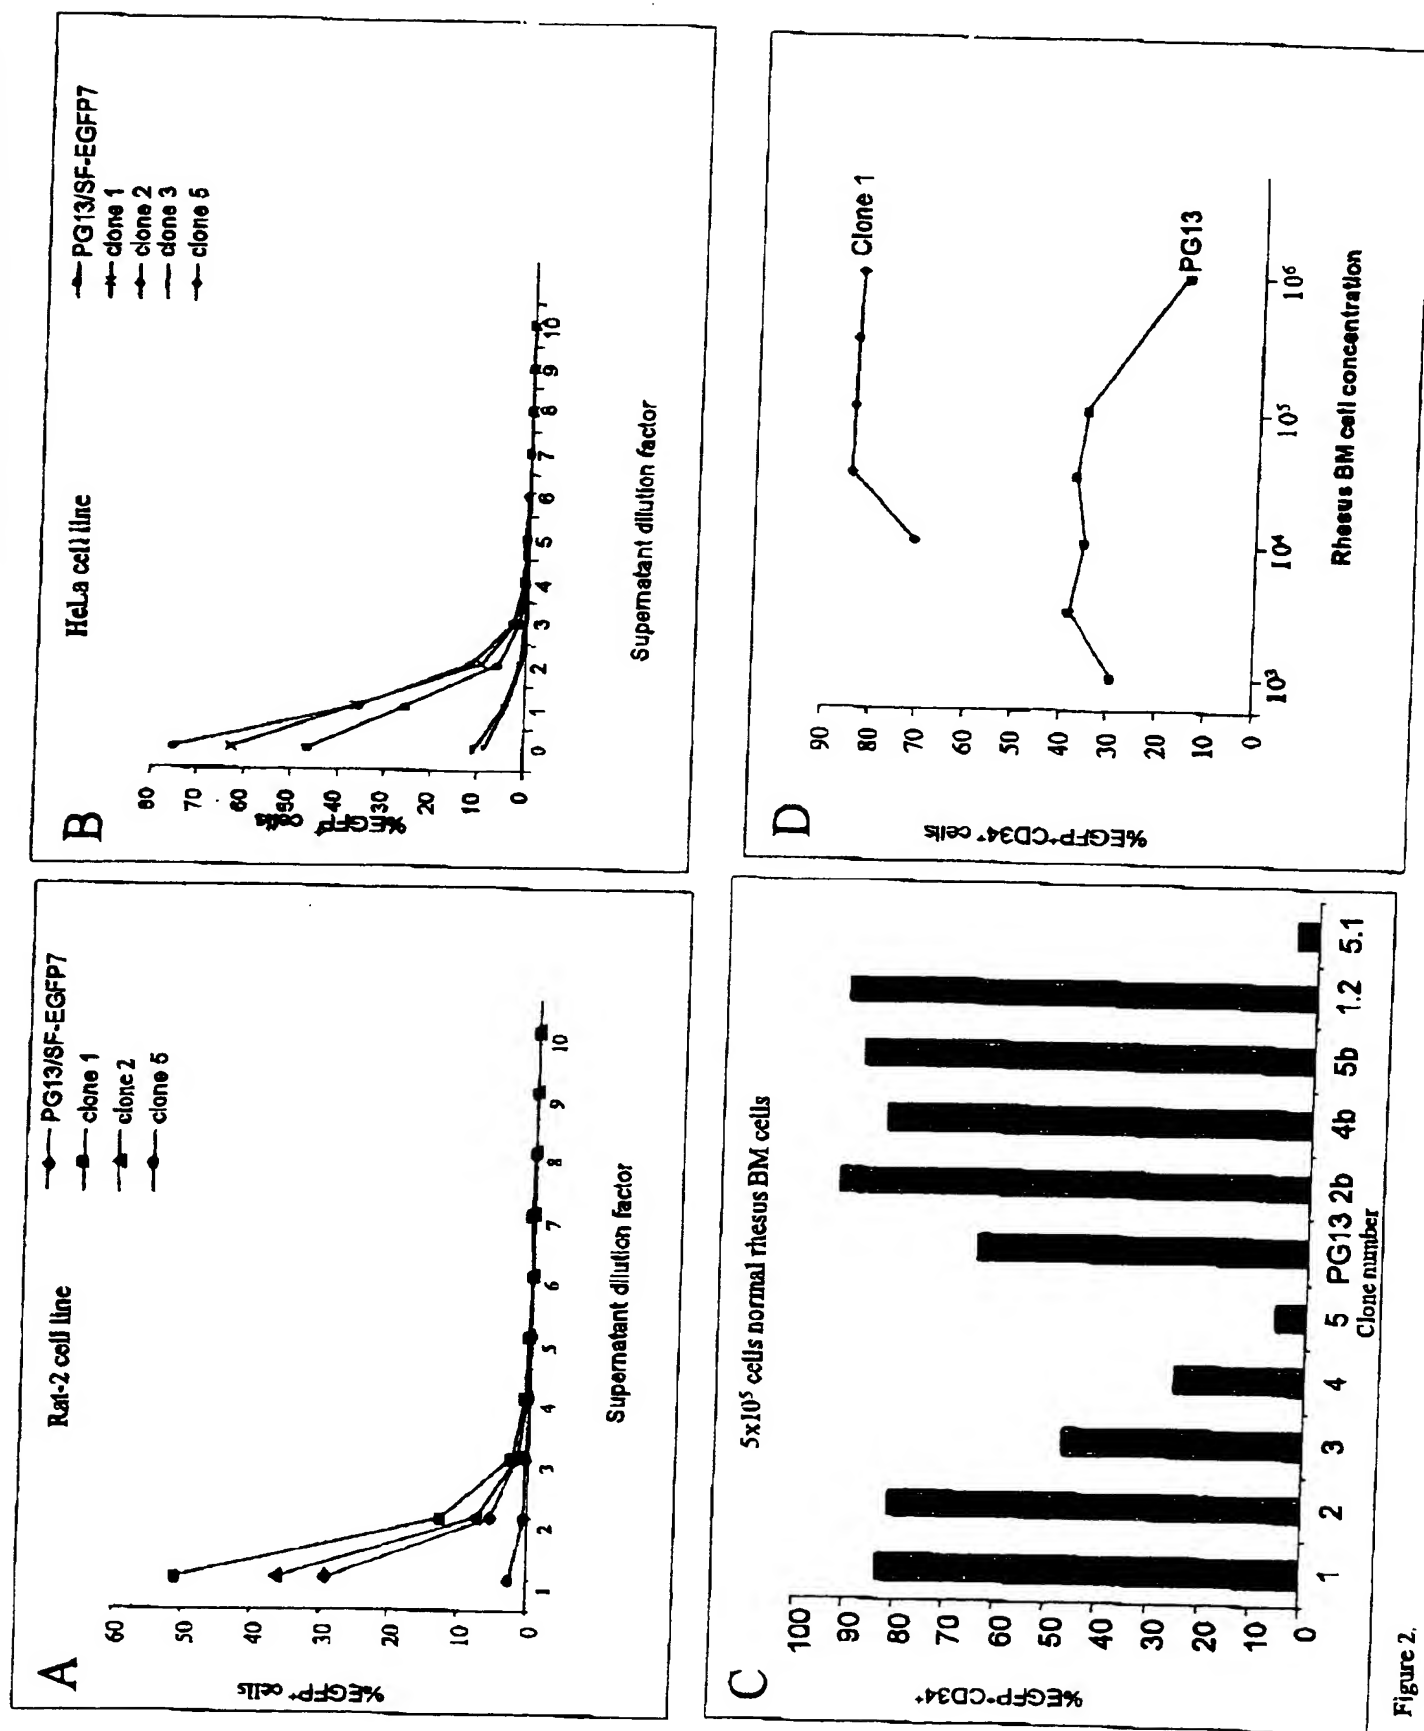 A
Rat-2 cell line
PG13/SF-EGFP7
clone 1
clone 2
clone 5
%EGFP⁺ cells
60
50
40
30
20
10
0
1 2 3 4 5 6 7 8 9 10
Supernatant dilution factor
B
HeLa cell line
PG13/SF-EGFP7
clone 1
clone 2
clone 3
clone 5
%EGFP⁺ cells
80
70
60
50
40
30
20
10
0
0 1 2 3 4 5 6 7 8 9 10
Supernatant dilution factor
C
5x10⁵ cells normal rhesus BM cells
%EGFP⁺CD34⁺
100
90
80
70
60
50
40
30
20
10
0
1 2 3 4 5 PG13 2b 4b 5b 1.2 5.1
Clone number
D
Clone 1
PG13
%EGFP⁺CD34⁺ cells
90
80
70
60
50
40
30
20
10
0
10³ 10⁴ 10⁵ 10⁶
Rhesus BM cell concentration
Figure 2.